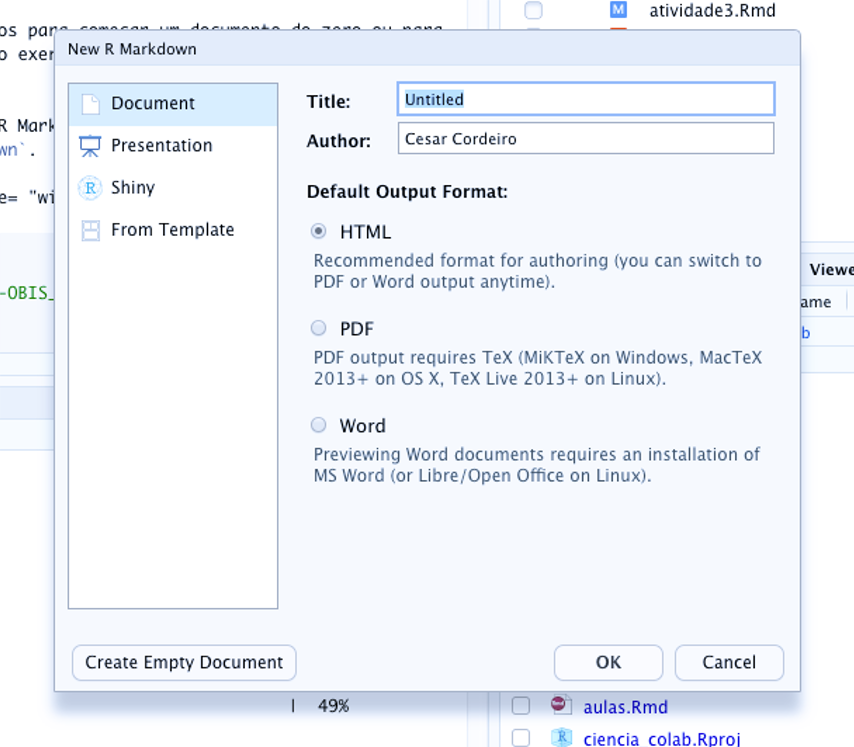 os para começar um documento do zero ou para
atividade3.Rmd
o exer
New R Markdown
Document
Presentation
Shiny
From Template
Title:
Untitled
Author:
Cesar Cordeiro
Default Output Format:
HTML
Recommended format for authoring (you can switch to
PDF or Word output anytime).
PDF
PDF output requires TeX (MiKTeX on Windows, MacTeX
2013+ on OS X, TeX Live 2013+ on Linux).
Word
Previewing Word documents requires an installation of
MS Word (or Libre/Open Office on Linux).
Create Empty Document
OK
Cancel
R Mark
wn`.
e= "wi
-OBIS_
Viewe
ame
b
49%
aulas.Rmd
ciencia_colab.Rproj